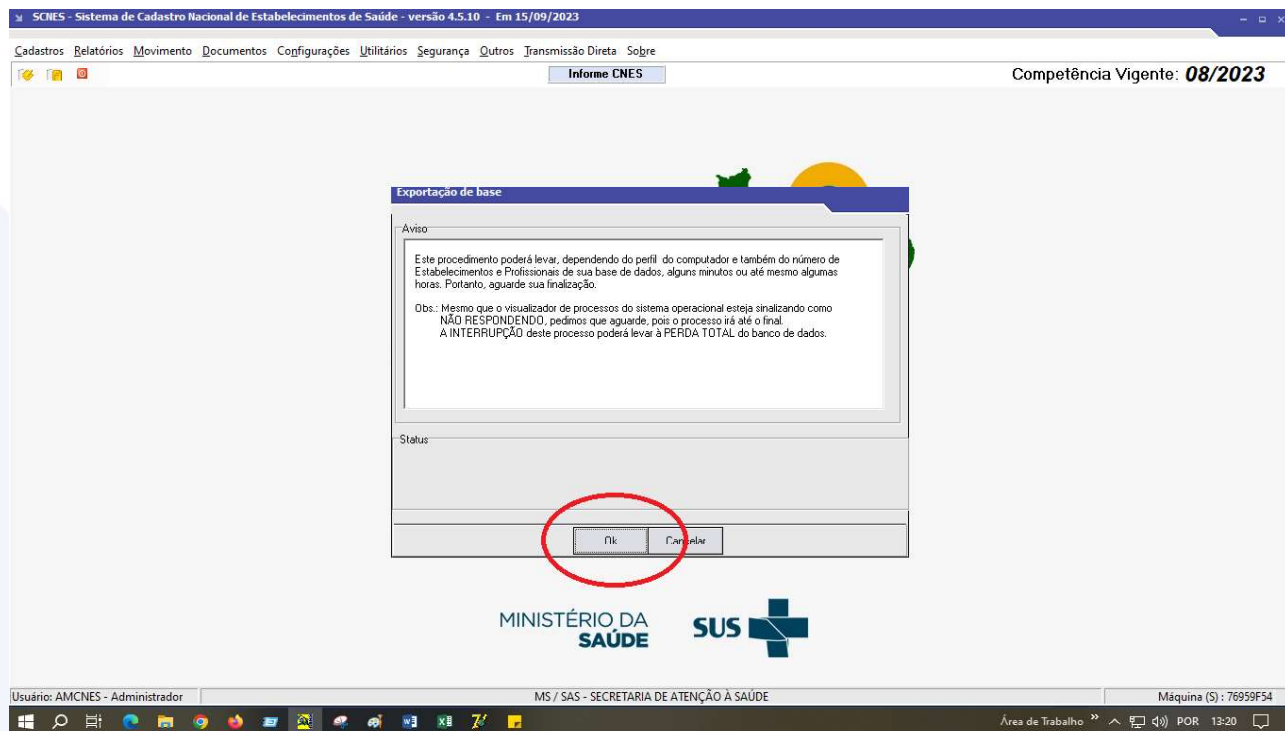 SCNES - Sistema de Cadastro Nacional de Estabelecimentos de Saúde - versão 4.5.10 - Em 15/09/2023
Cadastros Relatórios Movimento Documentos Configurações Utilitários Segurança Outros Transmissão Direta Sobre
Informe CNES
Competência Vigente: 08/2023
Exportação de base
Aviso
Este procedimento poderá levar, dependendo do perfil do computador e também do número de
Estabelecimentos e Profissionais de sua base de dados, alguns minutos ou até mesmo algumas
horas. Portanto, aguarde sua finalização.
Obs.: Mesmo que o visualizador de processos do sistema operacional esteja sinalizando como
NÃO RESPONDENDO, pedimos que aguarde, pois o processo irá até o final.
A INTERRUPÇÃO deste processo poderá levar à PERDA TOTAL do banco de dados.
Status
Ok Cancelar
MINISTÉRIO DA
SAÚDE
SUS
Usuário: AMCNES - Administrador
MS / SAS - SECRETARIA DE ATENÇÃO À SAÚDE
Máquina (S) : 76959F54
Área de Trabalho
POR 13:20